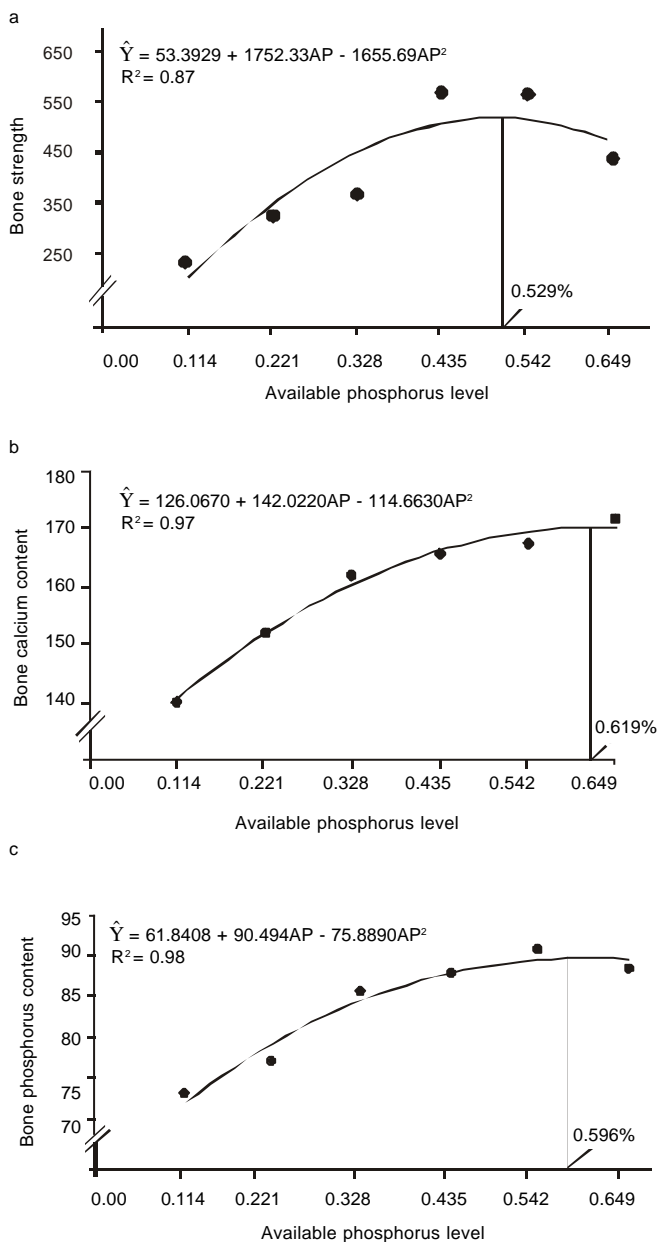 a
Ŷ = 53.3929 + 1752.33AP - 1655.69AP²
R² = 0.87
650
550
450
350
250
Bone strength
0.529%
0.00 0.114 0.221 0.328 0.435 0.542 0.649
Available phosphorus level
b
Ŷ = 126.0670 + 142.0220AP - 114.6630AP²
R² = 0.97
180
170
160
150
140
Bone calcium content
0.619%
0.00 0.114 0.221 0.328 0.435 0.542 0.649
Available phosphorus level
c
Ŷ = 61.8408 + 90.494AP - 75.8890AP²
R² = 0.98
95
90
85
80
75
70
Bone phosphorus content
0.596%
0.00 0.114 0.221 0.328 0.435 0.542 0.649
Available phosphorus level